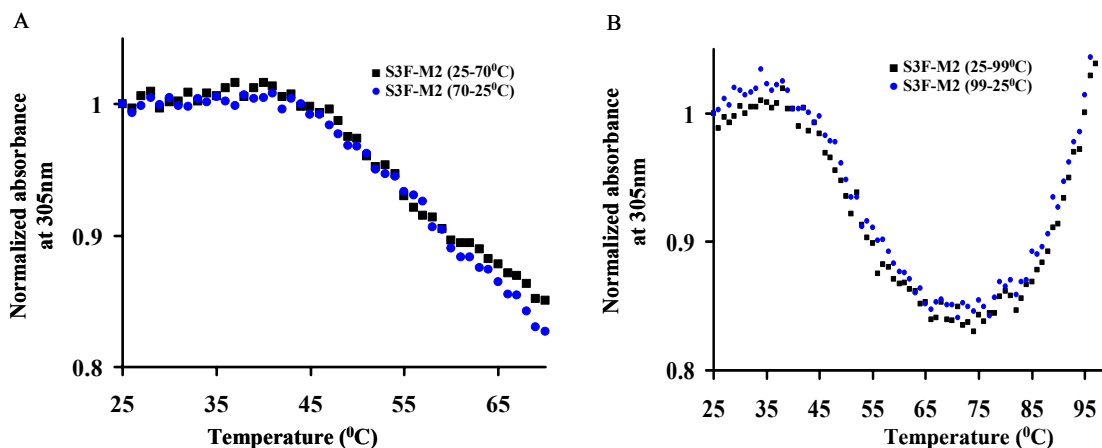 A
Normalized absorbance
at 305nm
1
0.9
0.8
S3F-M2 (25-70⁰C)
S3F-M2 (70-25⁰C)
25
35
45
55
65
Temperature (⁰C)
B
Normalized absorbance
at 305nm
1
0.9
0.8
S3F-M2 (25-99⁰C)
S3F-M2 (99-25⁰C)
25
35
45
55
65
75
85
95
Temperature (⁰C)